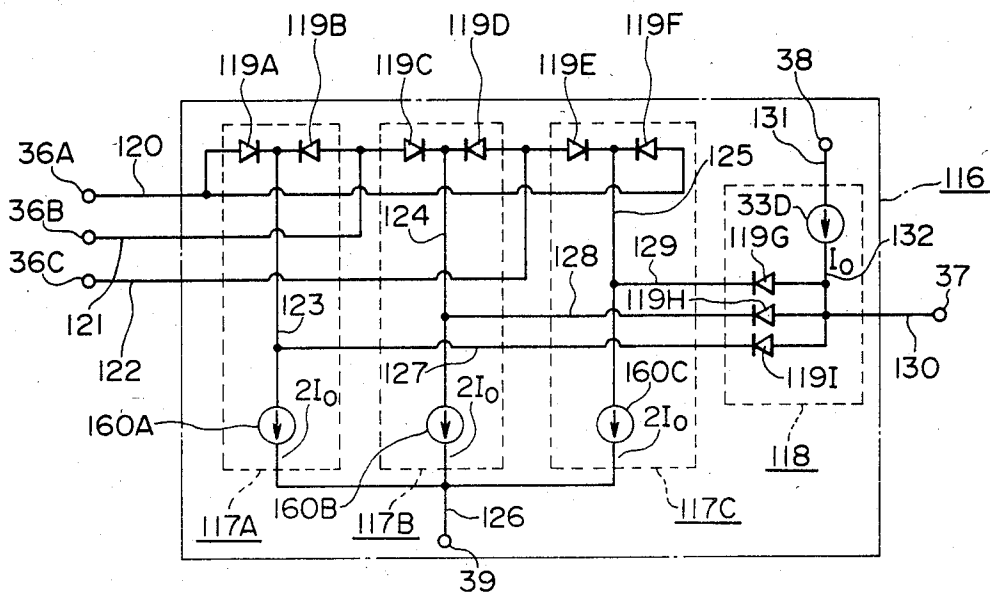 119B
119D
119F
119A
119C
119E
38
131
36A
120
125
116
36B
124
33D
119G
132
36C
129
I₀
128
119H
37
121
123
122
127
119I
130
160C
2I₀
2I₀
160A
2I₀
118
160B
117A
117B
126
117C
39